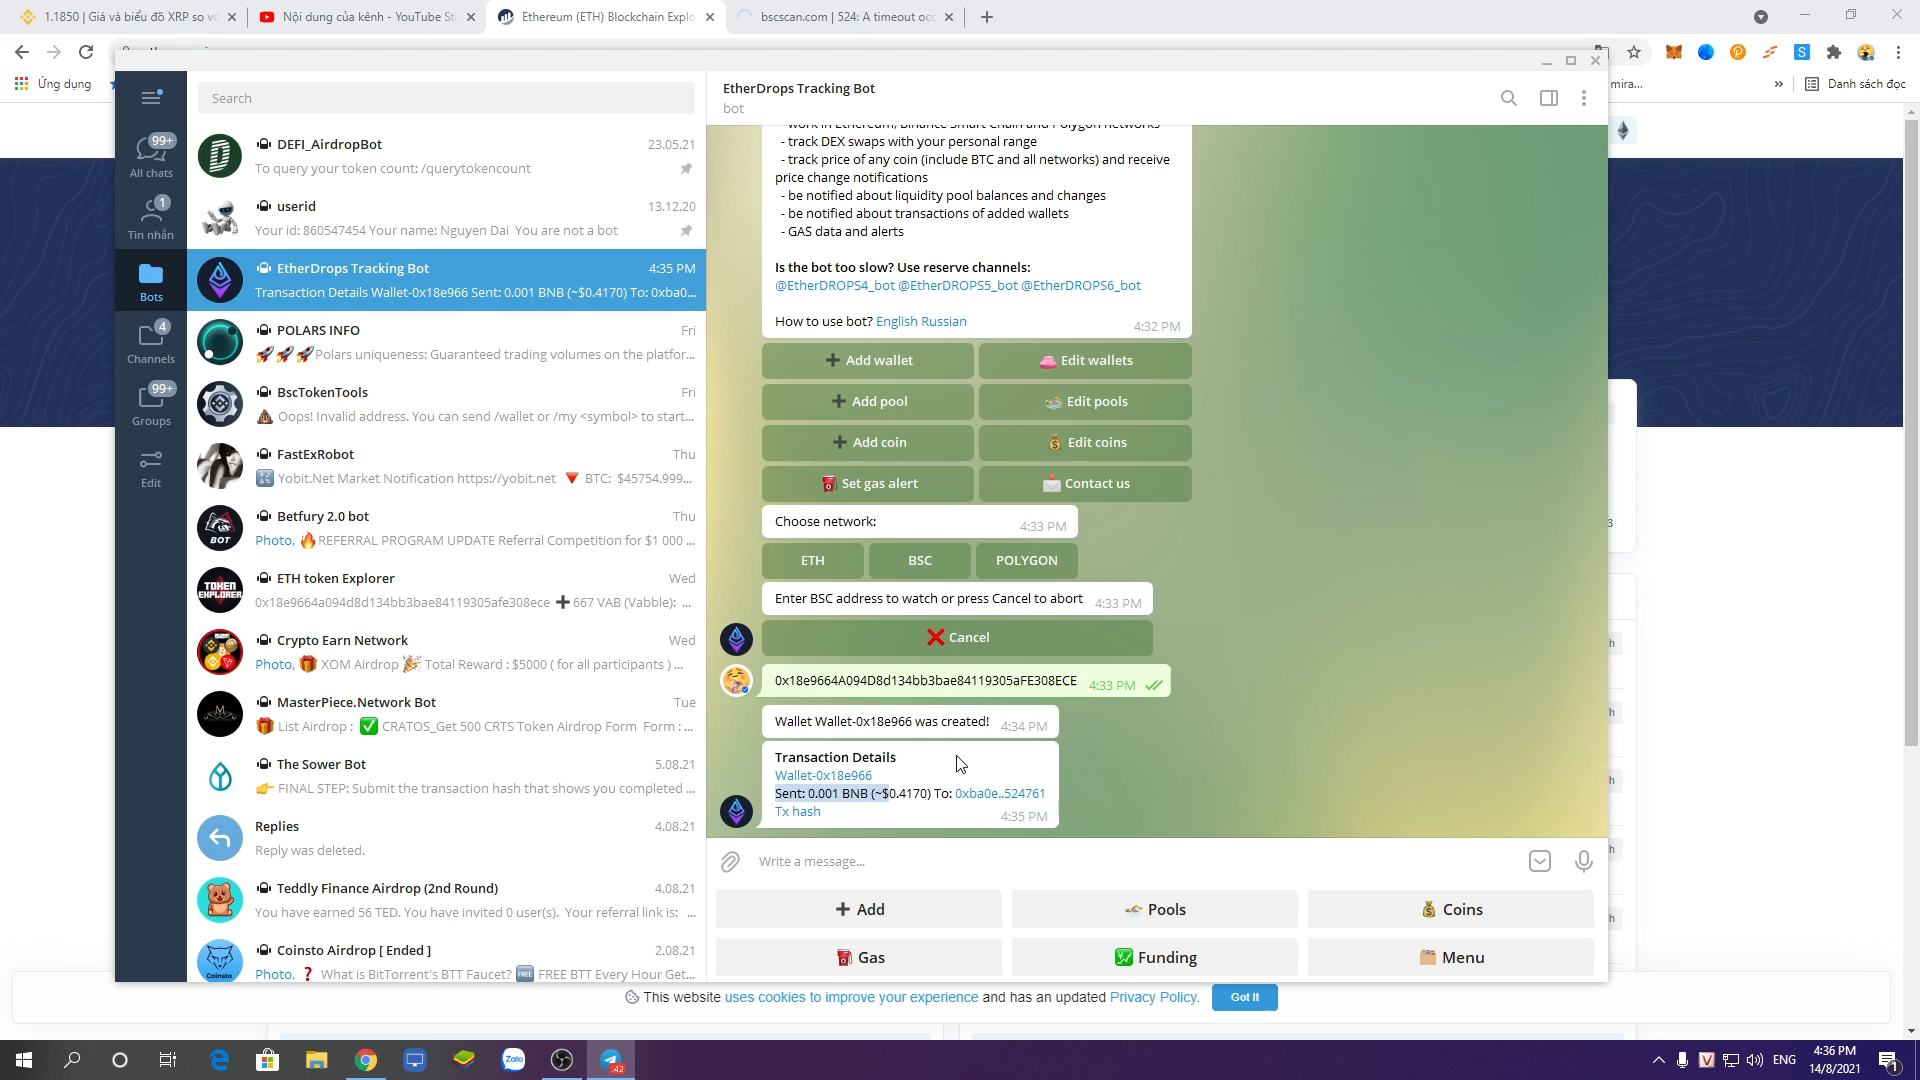 1.1850 | Giá và biểu đồ XRP so vc
Nội dung của kênh - YouTube St
Ethereum (ETH) Blockchain Explo
bscscan.com | 524: A timeout occ
Ứng dụng
mira...
»
Danh sách đọc
Search
99+
All chats
1
Tin nhắn
Bots
4
Channels
99+
Groups
Edit
DEFI_AirdropBot
23.05.21
To query your token count: /querytokencount
userid
13.12.20
Your id: 860547454 Your name: Nguyen Dai You are not a bot
EtherDrops Tracking Bot
4:35 PM
Transaction Details Wallet-0x18e966 Sent: 0.001 BNB (~$0.4170) To: 0xba0...
POLARS INFO
Fri
🚀🚀🚀Polars uniqueness: Guaranteed trading volumes on the platfor...
BscTokenTools
Fri
💩 Oops! Invalid address. You can send /wallet or /my <symbol> to start...
FastExRobot
Thu
🔣 Yobit.Net Market Notification https://yobit.net 🔻 BTC: $45754.999...
BOT
Betfury 2.0 bot
Thu
Photo, 🔥REFERRAL PROGRAM UPDATE Referral Competition for $1 000 ...
TOKEN
EXPLORER
ETH token Explorer
Wed
0x18e9664a094d8d134bb3bae84119305afe308ece ➕667 VAB (Vabble): ...
Crypto Earn Network
Wed
Photo, 🎁 XOM Airdrop 🎉 Total Reward : $5000 ( for all participants ) ...
MasterPiece.Network Bot
Tue
🎁 List Airdrop : ✅ CRATOS_Get 500 CRTS Token Airdrop Form Form : ...
The Sower Bot
5.08.21
👉 FINAL STEP: Submit the transaction hash that shows you completed ...
Replies
4.08.21
Reply was deleted.
Teddly Finance Airdrop (2nd Round)
4.08.21
You have earned 56 TED. You have invited 0 user(s). Your referral link is: ...
Coinsto
Coinsto Airdrop [ Ended ]
2.08.21
Photo, ❓ What is BitTorrent's BTT Faucet? 🆓 FREE BTT Every Hour Get...
EtherDrops Tracking Bot
bot
- work in Ethereum, Binance Smart Chain and Polygon networks
- track DEX swaps with your personal range
- track price of any coin (include BTC and all networks) and receive
price change notifications
- be notified about liquidity pool balances and changes
- be notified about transactions of added wallets
- GAS data and alerts
Is the bot too slow? Use reserve channels:
@EtherDROPS4_bot @EtherDROPS5_bot @EtherDROPS6_bot
How to use bot? English Russian
4:32 PM
➕ Add wallet
👛 Edit wallets
➕ Add pool
Edit pools
➕ Add coin
💰 Edit coins
⛽ Set gas alert
📩 Contact us
Choose network:
4:33 PM
ETH
BSC
POLYGON
Enter BSC address to watch or press Cancel to abort
4:33 PM
❌ Cancel
0x18e9664A094D8d134bb3bae84119305aFE308ECE
4:33 PM
Wallet Wallet-0x18e966 was created!
4:34 PM
Transaction Details
Wallet-0x18e966
Sent: 0.001 BNB (~$0.4170) To: 0xba0e..524761
Tx hash
4:35 PM
Write a message...
➕ Add
Pools
💰 Coins
⛽ Gas
💹 Funding
🗂 Menu
3
h
h
h
h
h
This website uses cookies to improve your experience and has an updated Privacy Policy.
Got It
Zalo
42
ENG
4:36 PM
14/8/2021
1